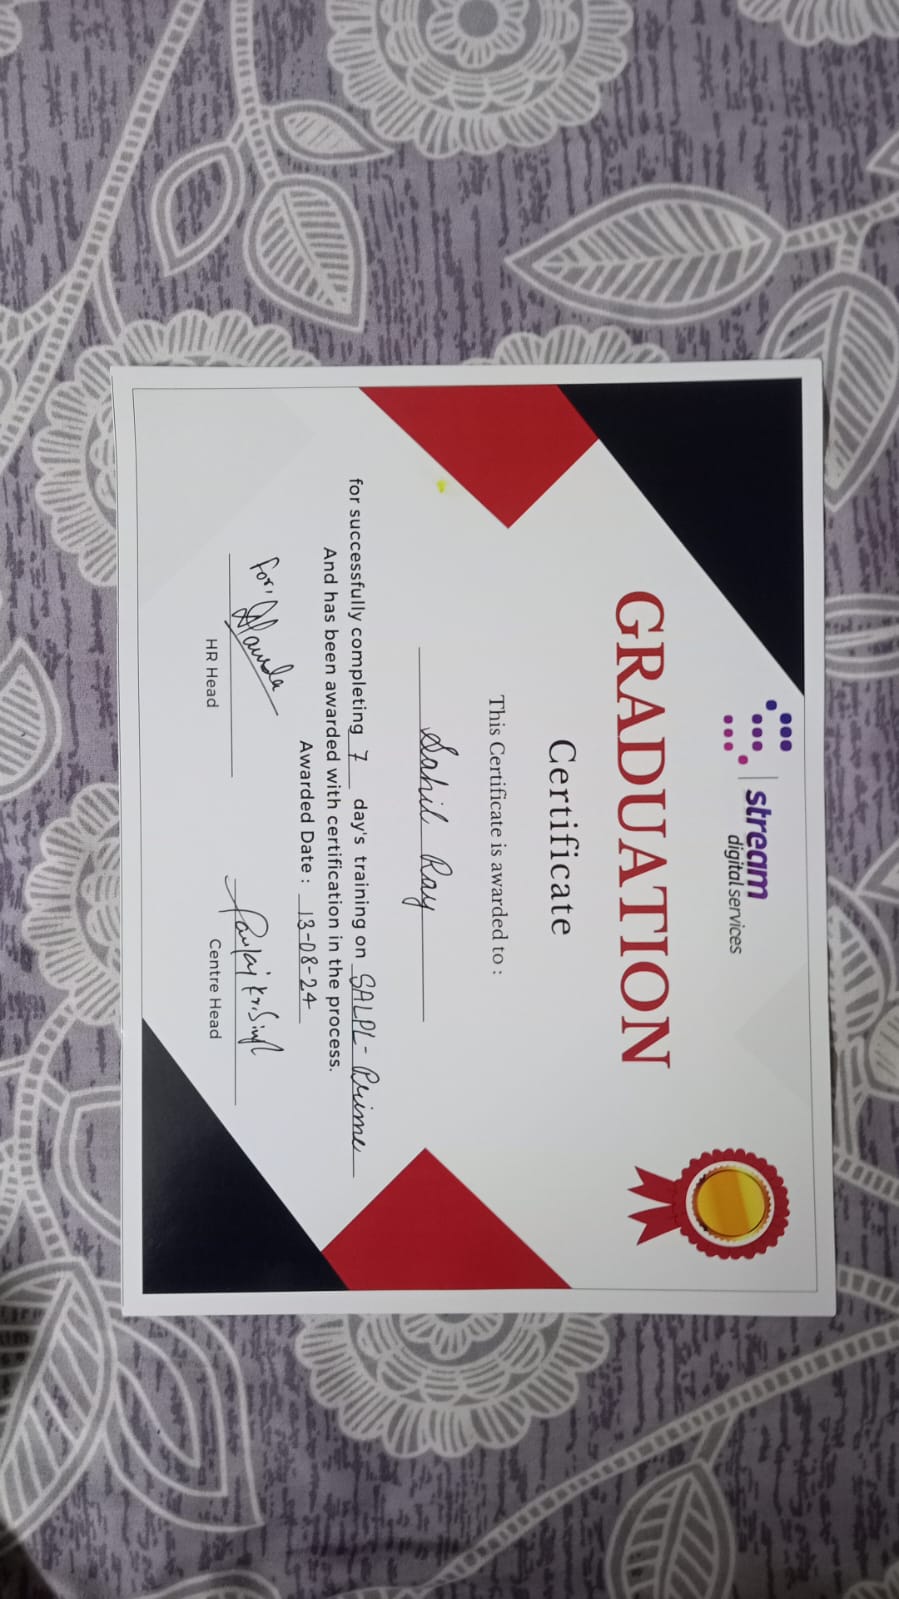 stream
digital services
GRADUATION
Certificate
This Certificate is awarded to :
Sahil Ray
for successfully completing 7 day's training on SALPL-Prime
And has been awarded with certification in the process.
Awarded Date : 13-08-24
For,
HR Head
Centre Head